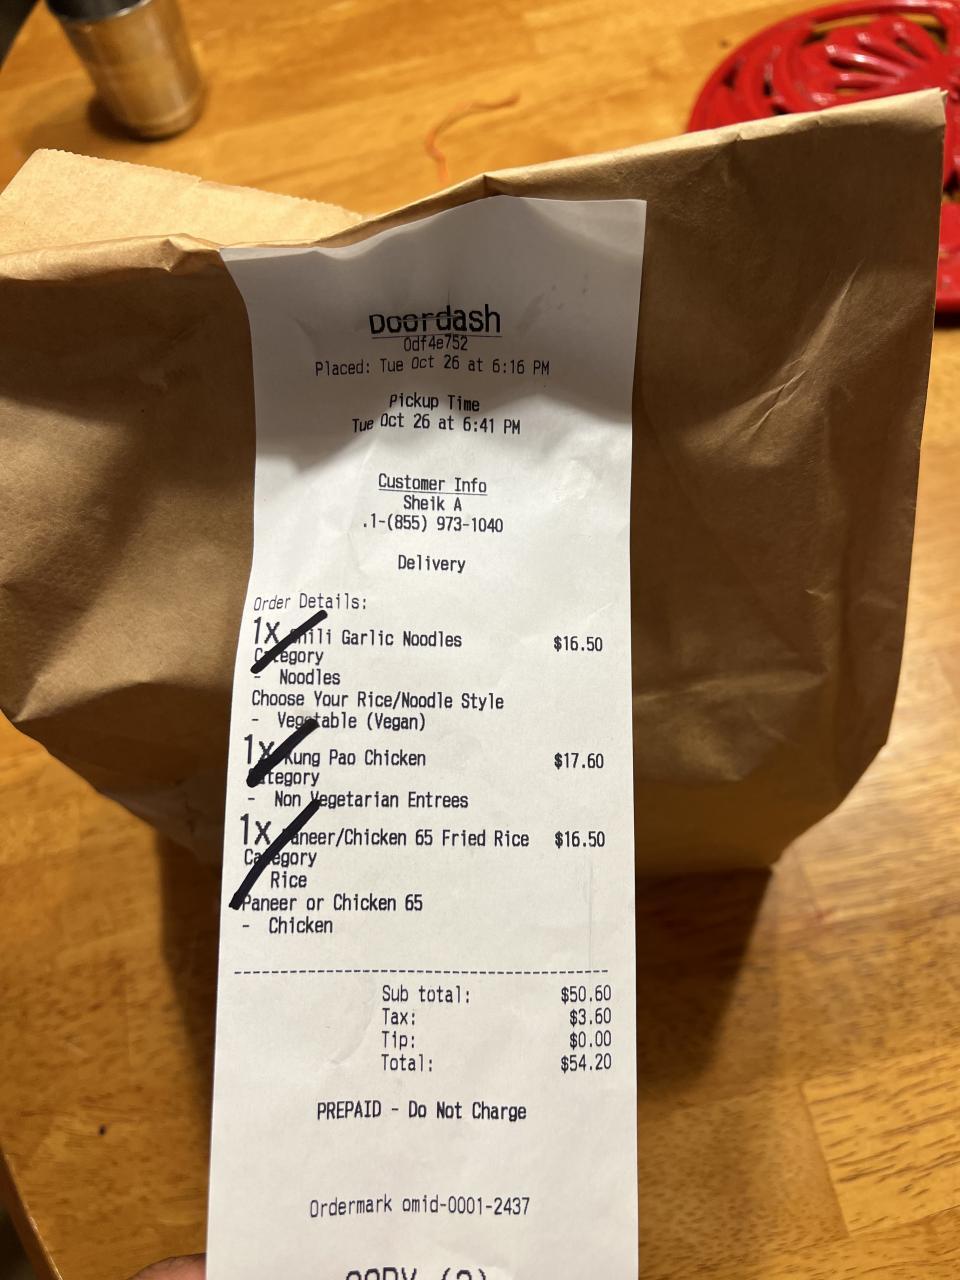 Doordash
0df4e752
Placed: Tue Oct 26 at 6:16 PM
Pickup Time
Tue Oct 26 at 6:41 PM
Customer Info
Sheik A
.1-(855) 973-1040
Delivery
Order Details:
1x Chili Garlic Noodles $16.50
Category
- Noodles
Choose Your Rice/Noodle Style
- Vegetable (Vegan)
1x Kung Pao Chicken $17.60
Category
- Non Vegetarian Entrees
1x Paneer/Chicken 65 Fried Rice $16.50
Category
Rice
Paneer or Chicken 65
- Chicken
Sub total: $50.60
Tax: $3.60
Tip: $0.00
Total: $54.20
PREPAID - Do Not Charge
Ordermark omid-0001-2437